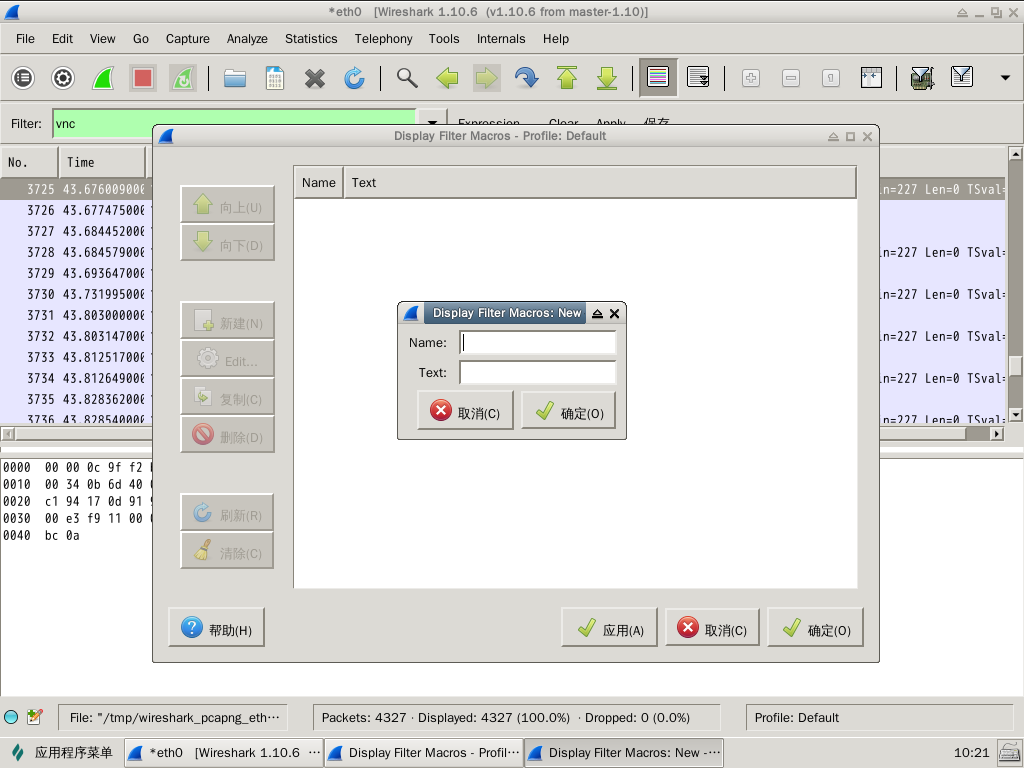 *eth0   [Wireshark 1.10.6  (v1.10.6 from master-1.10)]
File Edit View Go Capture Analyze Statistics Telephony Tools Internals Help
Filter: vnc Expression... Clear Apply 保存
Display Filter Macros - Profile: Default
No. Time
Name Text
3725 43.676009000 in=227 Len=0 TSval=
3726 43.677475000
3727 43.684452000
3728 43.684579000 in=227 Len=0 TSval=
3729 43.693647000
3730 43.731995000 in=227 Len=0 TSval=
3731 43.803000000
3732 43.803147000 in=227 Len=0 TSval=
3733 43.812517000
3734 43.812649000 in=227 Len=0 TSval=
3735 43.828362000
3736 43.828540000 in=227 Len=0 TSval=
向上(U)
向下(D)
新建(N)
Edit...
复制(C)
删除(D)
刷新(R)
清除(C)
Display Filter Macros: New
Name:
Text:
取消(C) 确定(O)
0000  00 00 0c 9f f2
0010  00 34 0b 6d 40
0020  c1 94 17 0d 91
0030  00 e3 f9 11 00
0040  bc 0a
帮助(H) 应用(A) 取消(C) 确定(O)
File: "/tmp/wireshark_pcapng_eth··· Packets: 4327 · Displayed: 4327 (100.0%)  · Dropped: 0 (0.0%) Profile: Default
应用程序菜单 *eth0   [Wireshark 1.10.6  ··· Display Filter Macros - Profil··· Display Filter Macros: New -··· 10:21